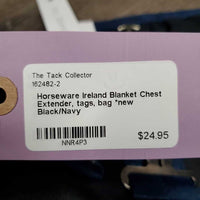 The Tack Collector
162482-2
Horseware Ireland Blanket Chest
Extender, tags, bag *new
Black/Navy
$24.95
NNR4P3